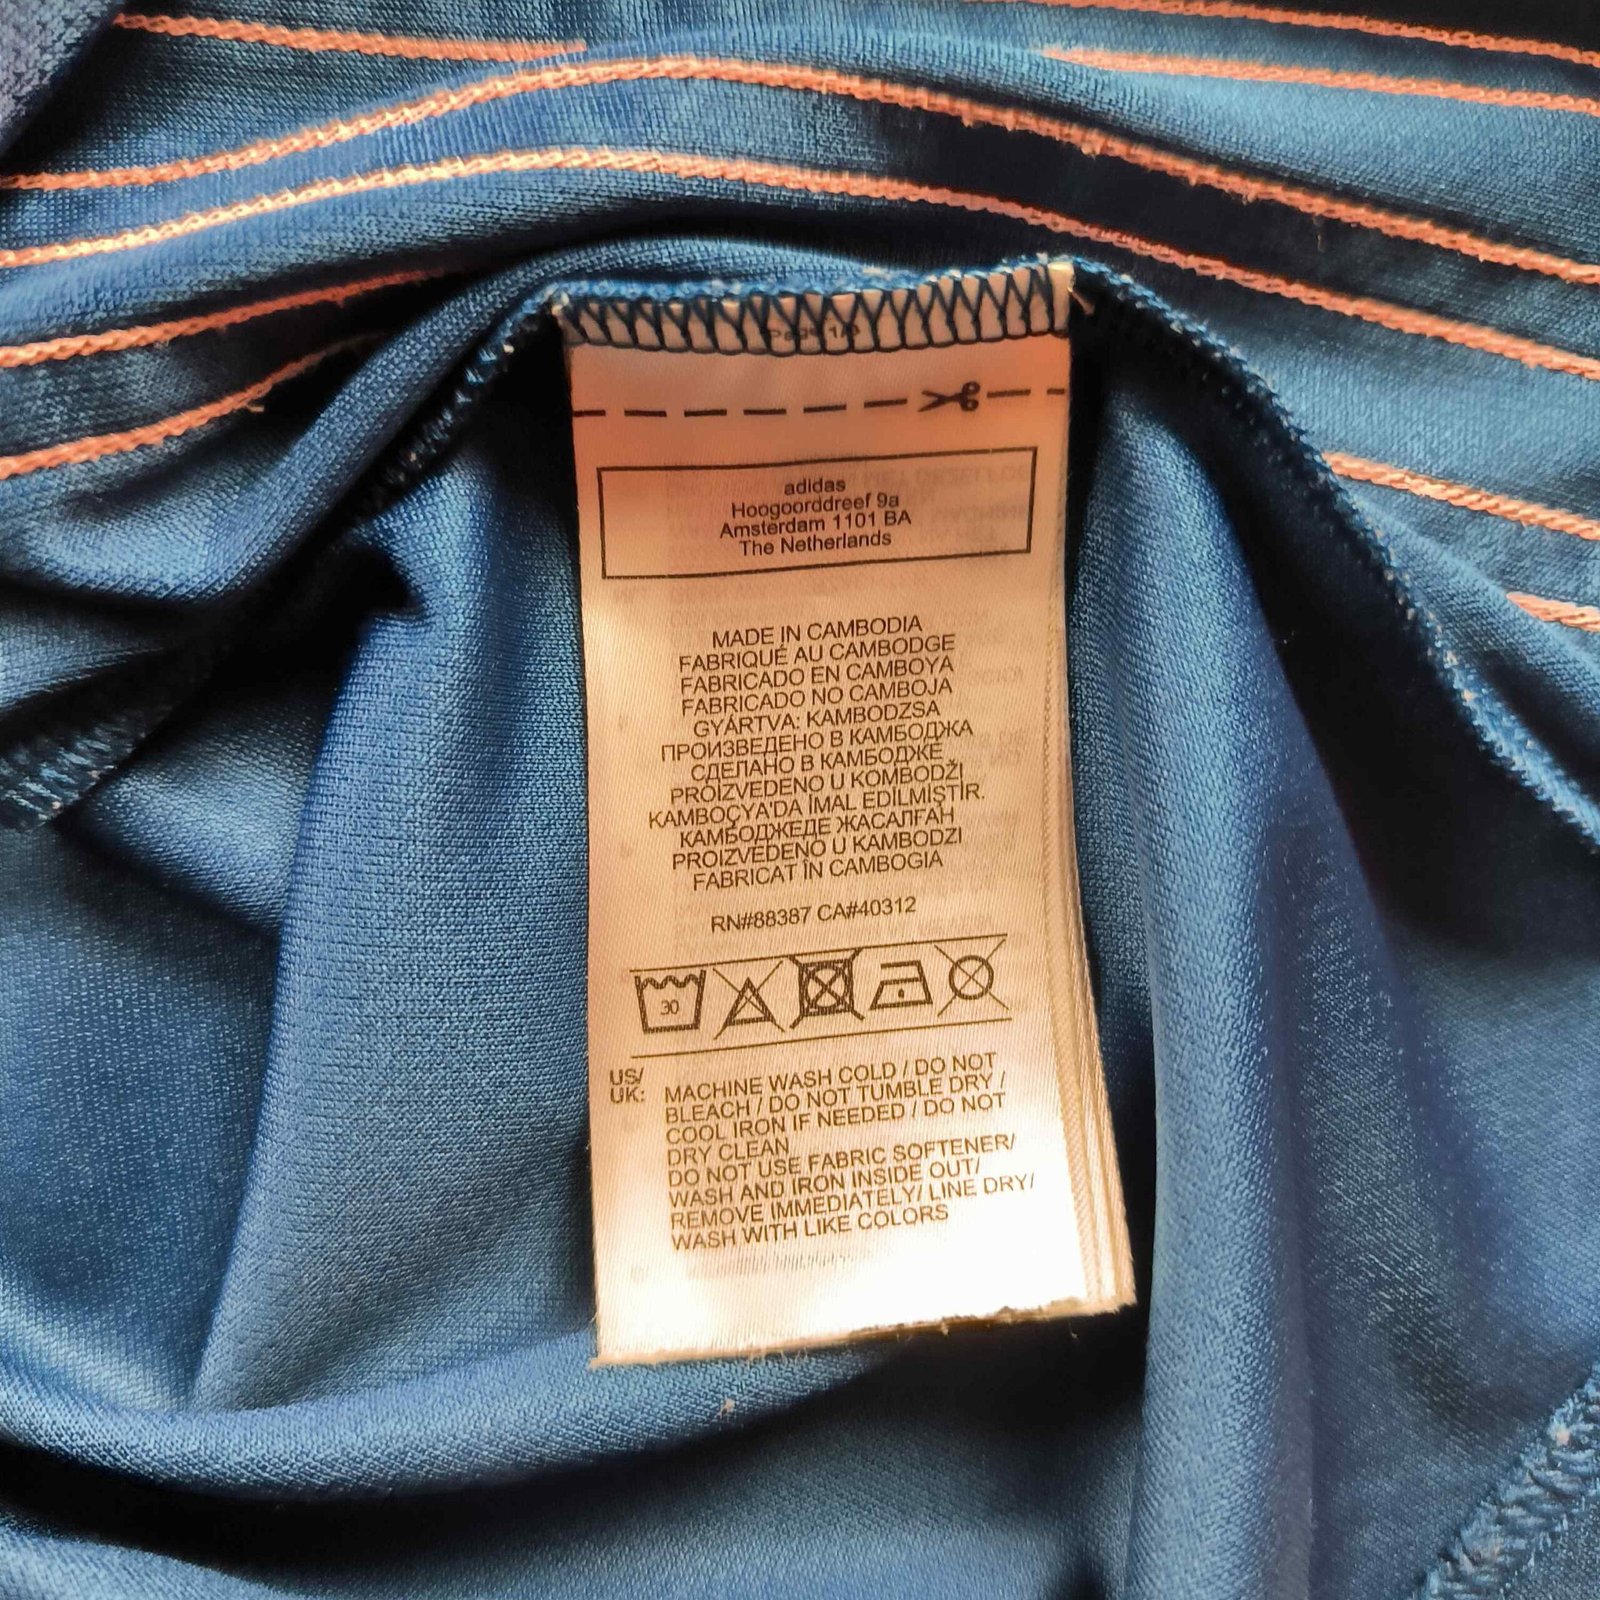 Page 1/
adidas
Hoogoorddreef 9a
Amsterdam 1101 BA
The Netherlands
MADE IN CAMBODIA
FABRIQUÉ AU CAMBODGE
FABRICADO EN CAMBOYA
FABRICADO NO CAMBOJA
GYÁRTVA: KAMBODZSA
ПРОИЗВЕДЕНО В КАМБОДЖА
СДЕЛАНО В КАМБОДЖЕ
PROIZVEDENO U KOMBODŽI
KAMBOÇYA'DA İMAL EDİLMİŞTİR.
КАМБОДЖЕДЕ ЖАСАЛҒАН
PROIZVEDENO U KAMBODZI
FABRICAT ÎN CAMBOGIA
RN#88387 CA#40312
30
US/
UK: MACHINE WASH COLD / DO NOT
BLEACH / DO NOT TUMBLE DRY /
COOL IRON IF NEEDED / DO NOT
DRY CLEAN
DO NOT USE FABRIC SOFTENER/
WASH AND IRON INSIDE OUT/
REMOVE IMMEDIATELY/ LINE DRY/
WASH WITH LIKE COLORS